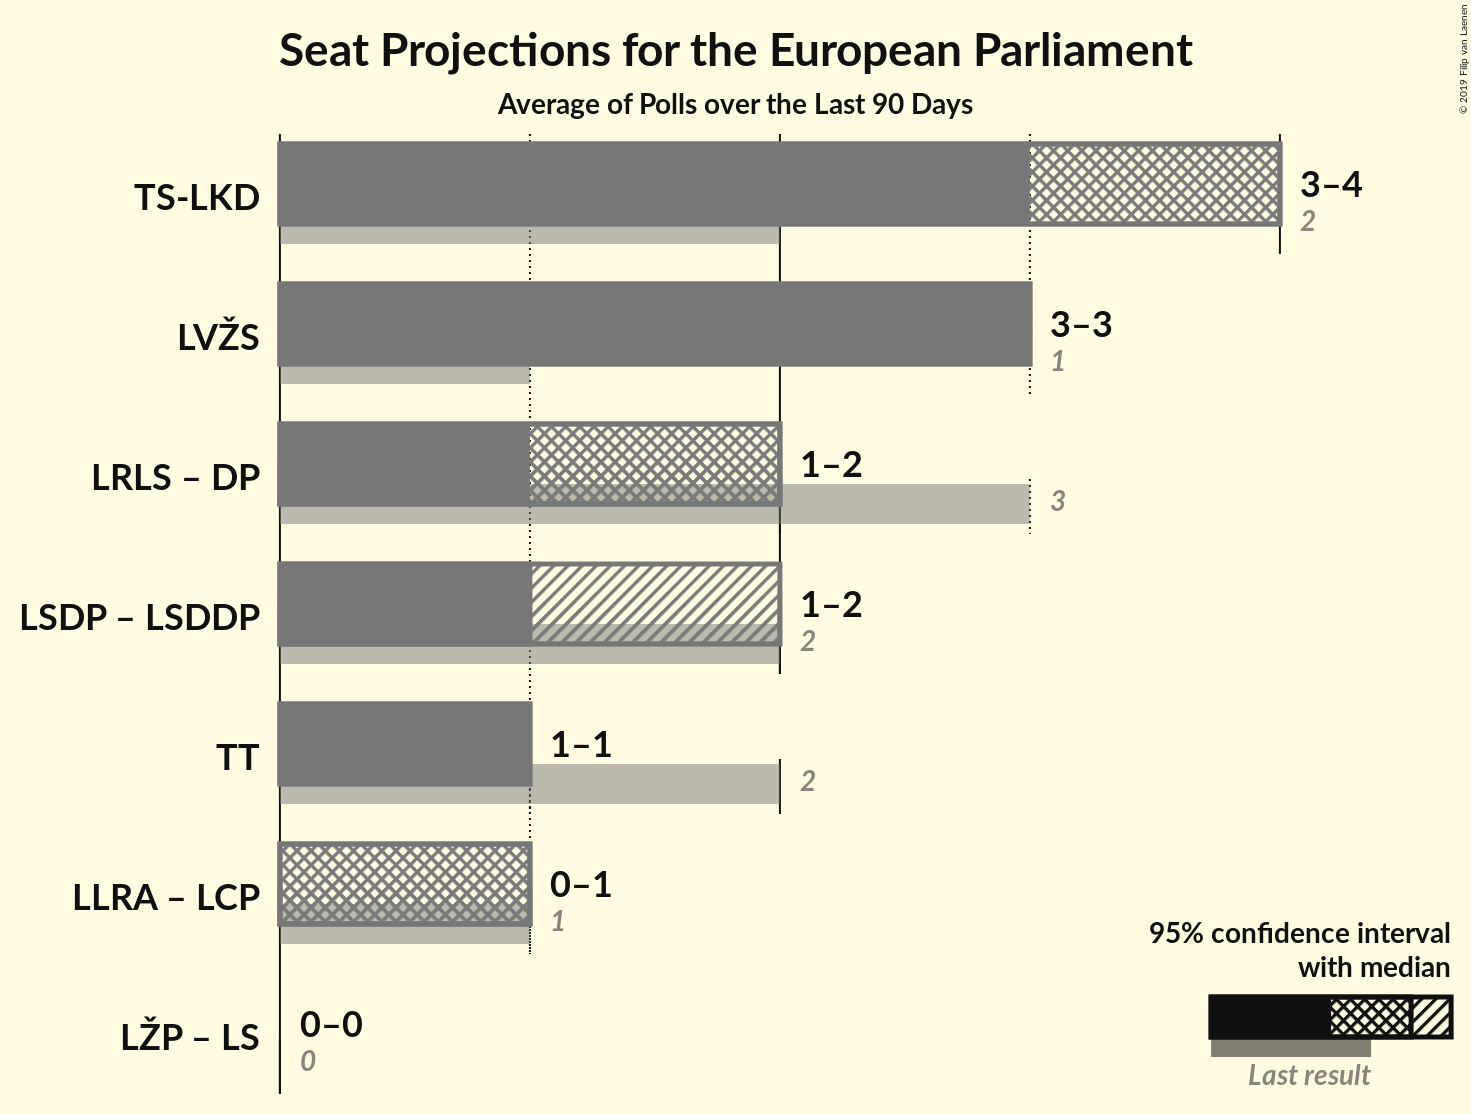 Seat Projections for the European Parliament
Average of Polls over the Last 90 Days
© 2019 Filip van Laenen
TS-LKD
3–4
2
LVŽS
3–3
1
LRLS – DP
1–2
3
LSDP – LSDDP
1–2
2
TT
1–1
2
LLRA – LCP
0–1
1
LŽP – LS
0–0
0
95% confidence interval
with median
Last result